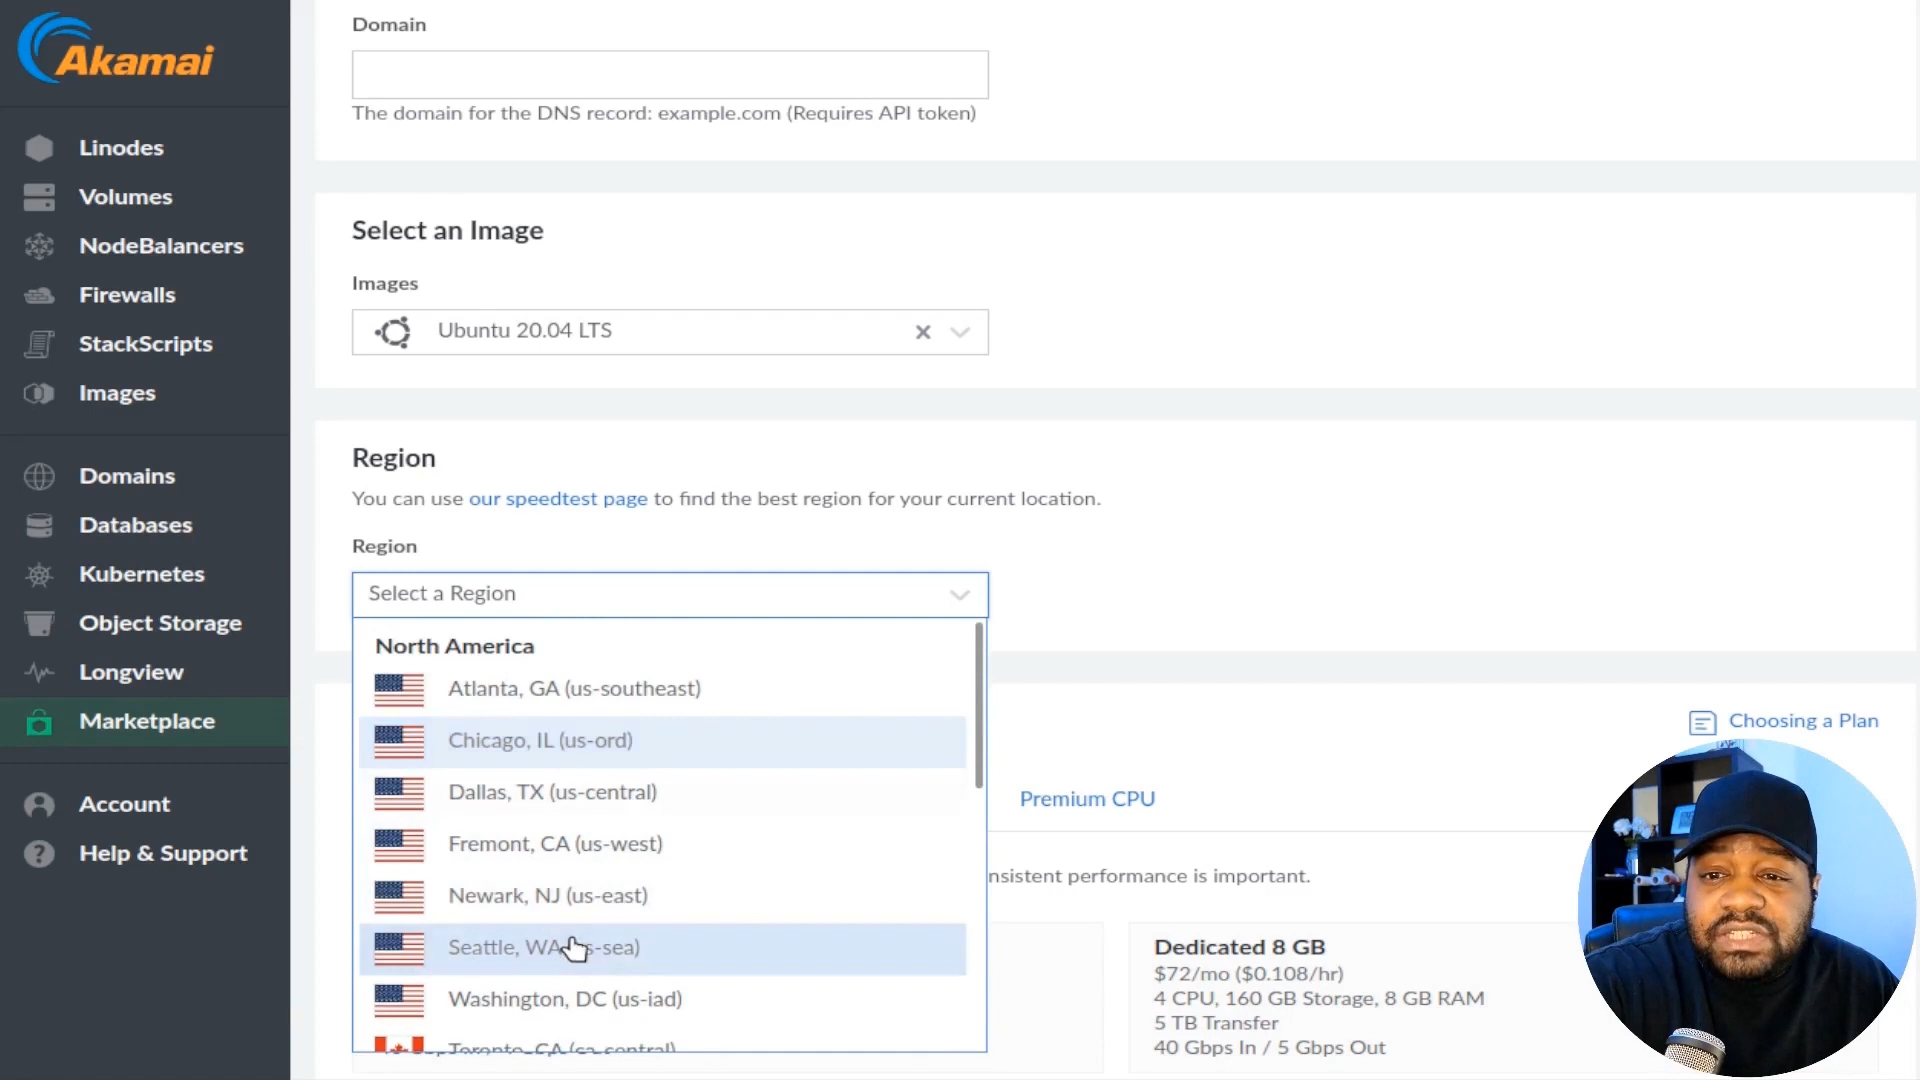 Akamai
Linodes
Volumes
NodeBalancers
Firewalls
StackScripts
Images
Domains
Databases
Kubernetes
Object Storage
Longview
Marketplace
Account
Help & Support
Domain
The domain for the DNS record: example.com (Requires API token)
Select an Image
Images
Ubuntu 20.04 LTS
Region
You can use our speedtest page to find the best region for your current location.
Region
Select a Region
North America
Atlanta, GA (us-southeast)
Chicago, IL (us-ord)
Dallas, TX (us-central)
Fremont, CA (us-west)
Newark, NJ (us-east)
Seattle, WA s-sea)
Washington, DC (us-iad)
Toronto, CA (ca-central)
Choosing a Plan
Premium CPU
nsistent performance is important.
Dedicated 8 GB
$72/mo ($0.108/hr)
4 CPU, 160 GB Storage, 8 GB RAM
5 TB Transfer
40 Gbps In / 5 Gbps Out